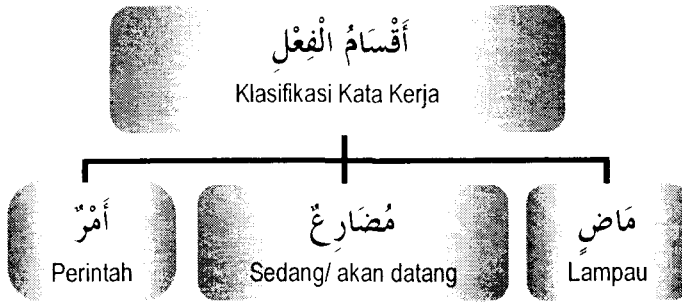 أَقْسَامُ الْفِعْلِ
Klasifikasi Kata Kerja
أَمْرٌ
Perintah
مُضَارِعٌ
Sedang/ akan datang
مَاضٍ
Lampau